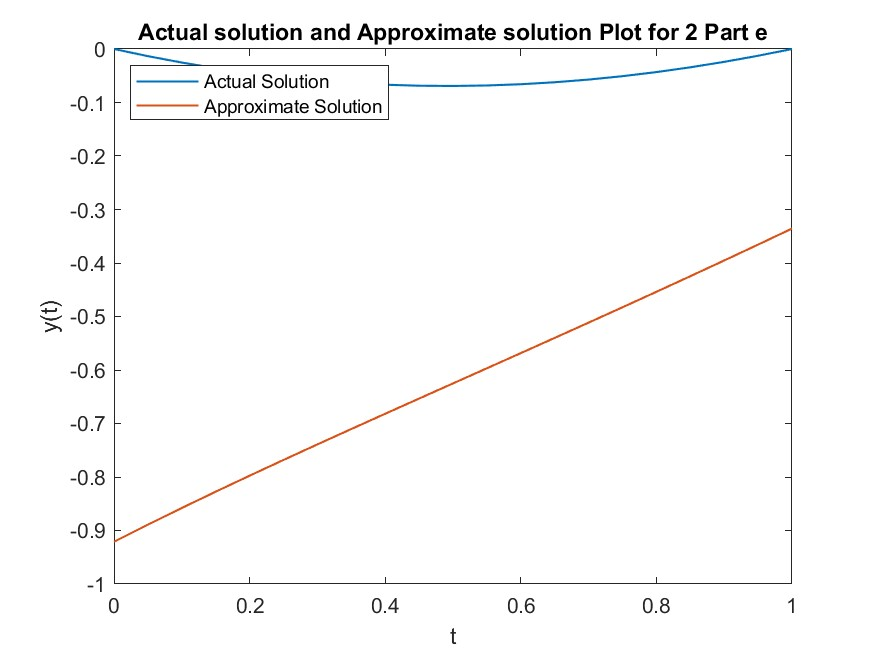 Actual solution and Approximate solution Plot for 2 Part e
Actual Solution
Approximate Solution
0
-0.1
-0.2
-0.3
-0.4
-0.5
-0.6
-0.7
-0.8
-0.9
-1
y(t)
0 0.2 0.4 0.6 0.8 1
t